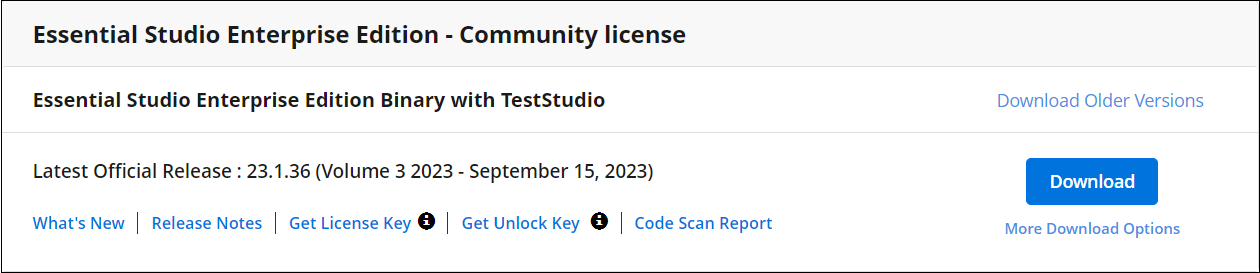 Essential Studio Enterprise Edition - Community license
Essential Studio Enterprise Edition Binary with TestStudio
Download Older Versions
Latest Official Release : 23.1.36 (Volume 3 2023 - September 15, 2023)
Download
What's New
Release Notes
Get License Key
Get Unlock Key
Code Scan Report
More Download Options